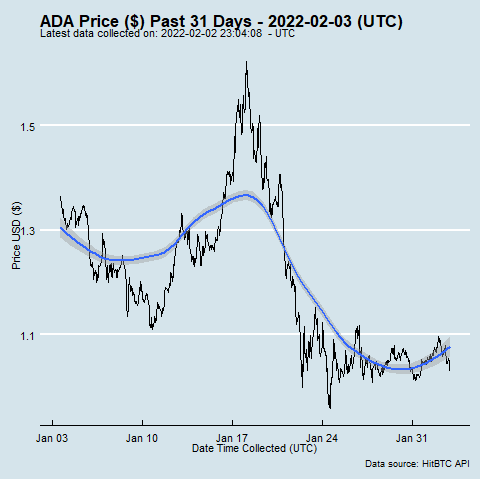 ADA Price ($) Past 31 Days - 2022-02-03 (UTC)
Latest data collected on: 2022-02-02 23:04:08 - UTC
1.5
1.3
1.1
Price USD ($)
Jan 03 Jan 10 Jan 17 Jan 24 Jan 31
Date Time Collected (UTC)
Data source: HitBTC API